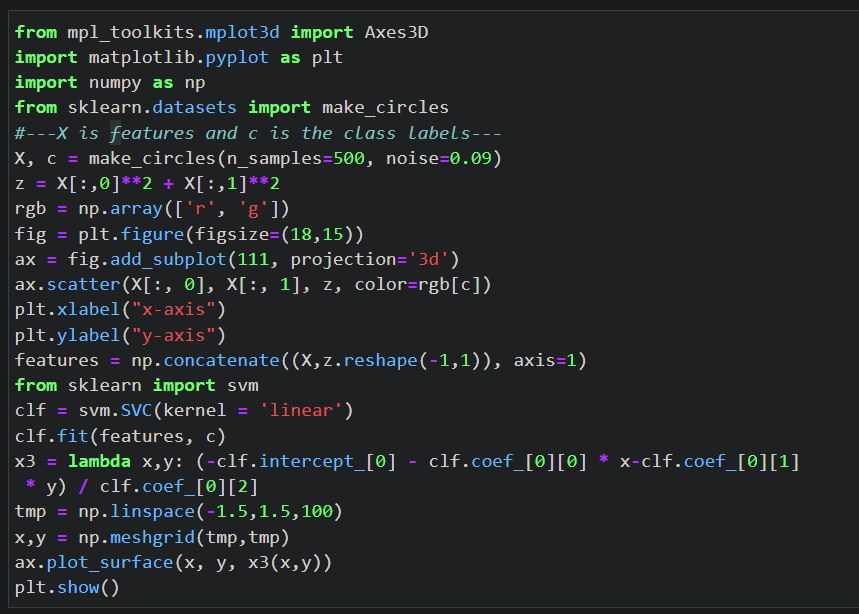 from mpl_toolkits.mplot3d import Axes3D
import matplotlib.pyplot as plt
import numpy as np
from sklearn.datasets import make_circles
#---X is features and c is the class labels---
X, c = make_circles(n_samples=500, noise=0.09)
z = X[:,0]**2 + X[:,1]**2
rgb = np.array(['r', 'g'])
fig = plt.figure(figsize=(18,15))
ax = fig.add_subplot(111, projection='3d')
ax.scatter(X[:, 0], X[:, 1], z, color=rgb[c])
plt.xlabel("x-axis")
plt.ylabel("y-axis")
features = np.concatenate((X,z.reshape(-1,1)), axis=1)
from sklearn import svm
clf = svm.SVC(kernel = 'linear')
clf.fit(features, c)
x3 = lambda x,y: (-clf.intercept_[0] - clf.coef_[0][0] * x-clf.coef_[0][1]
 * y) / clf.coef_[0][2]
tmp = np.linspace(-1.5,1.5,100)
x,y = np.meshgrid(tmp,tmp)
ax.plot_surface(x, y, x3(x,y))
plt.show()